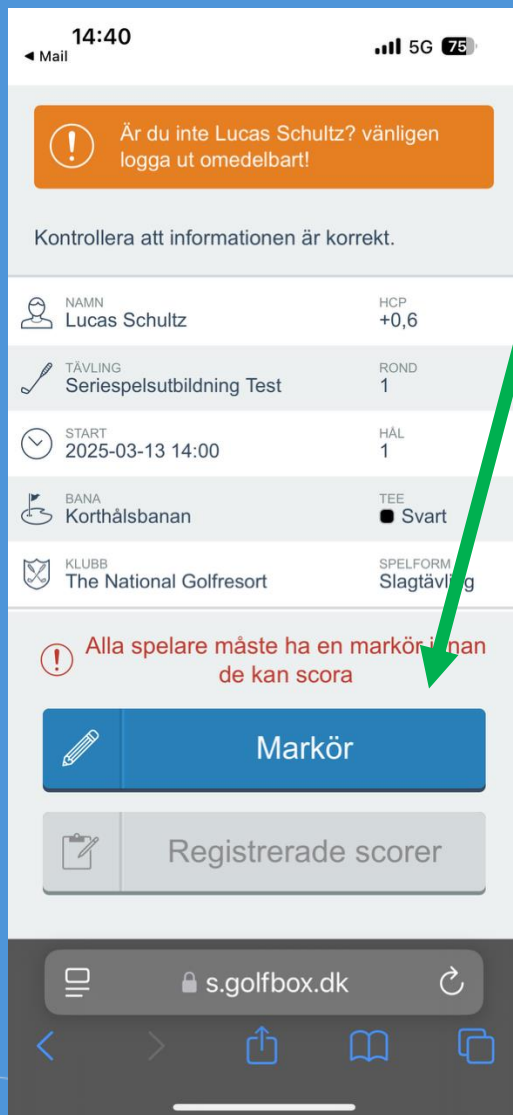 14:40
◀ Mail
5G 75
Är du inte Lucas Schultz? vänligen
logga ut omedelbart!
Kontrollera att informationen är korrekt.
NAMN HCP
Lucas Schultz +0,6
TÄVLING ROND
Seriespelsutbildning Test 1
START HÅL
2025-03-13 14:00 1
BANA TEE
Korthålsbanan Svart
KLUBB SPELFORM
The National Golfresort Slagtävling
Alla spelare måste ha en markör innan
de kan scora
Markör
Registrerade scorer
s.golfbox.dk